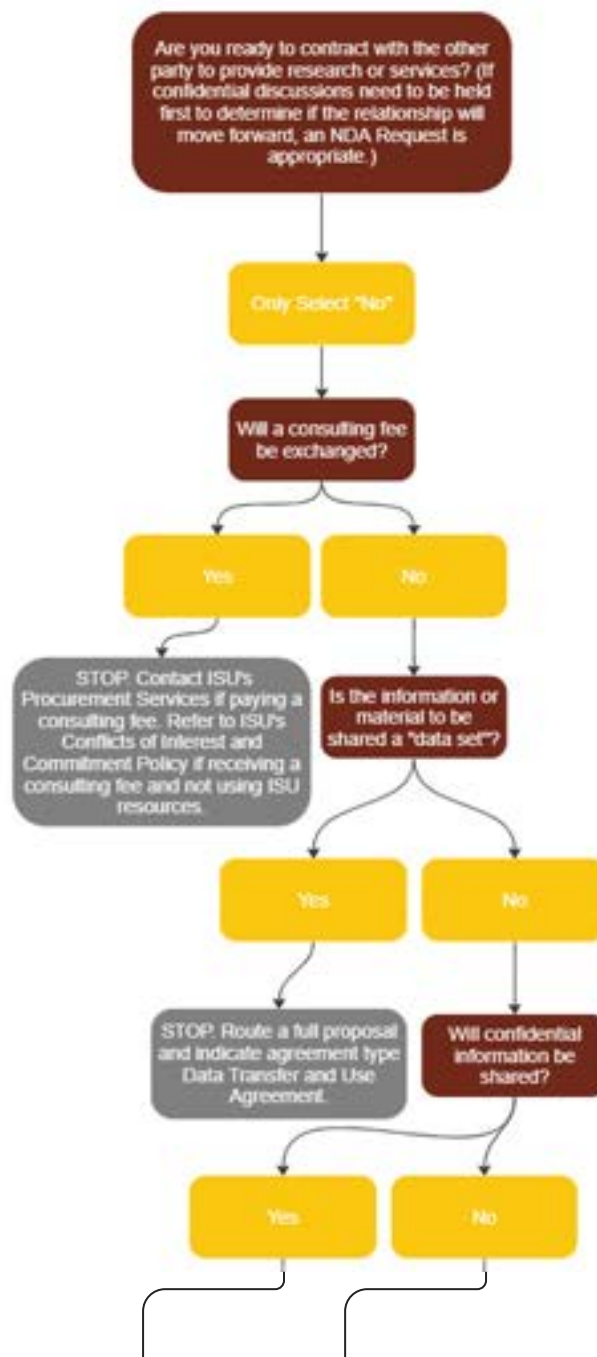 Are you ready to contract with the other
party to provide research or services? (If
confidential discussions need to be held
first to determine if the relationship will
move forward, an NDA Request is
appropriate.)
Only Select "No"
Will a consulting fee
be exchanged?
Yes
No
STOP. Contact ISU's
Procurement Services if paying a
consulting fee. Refer to ISU's
Conflicts of Interest and
Commitment Policy if receiving a
consulting fee and not using ISU
resources.
Is the information or
material to be
shared a "data set"?
Yes
No
STOP. Route a full proposal
and indicate agreement type
Data Transfer and Use
Agreement.
Will confidential
information be
shared?
Yes
No